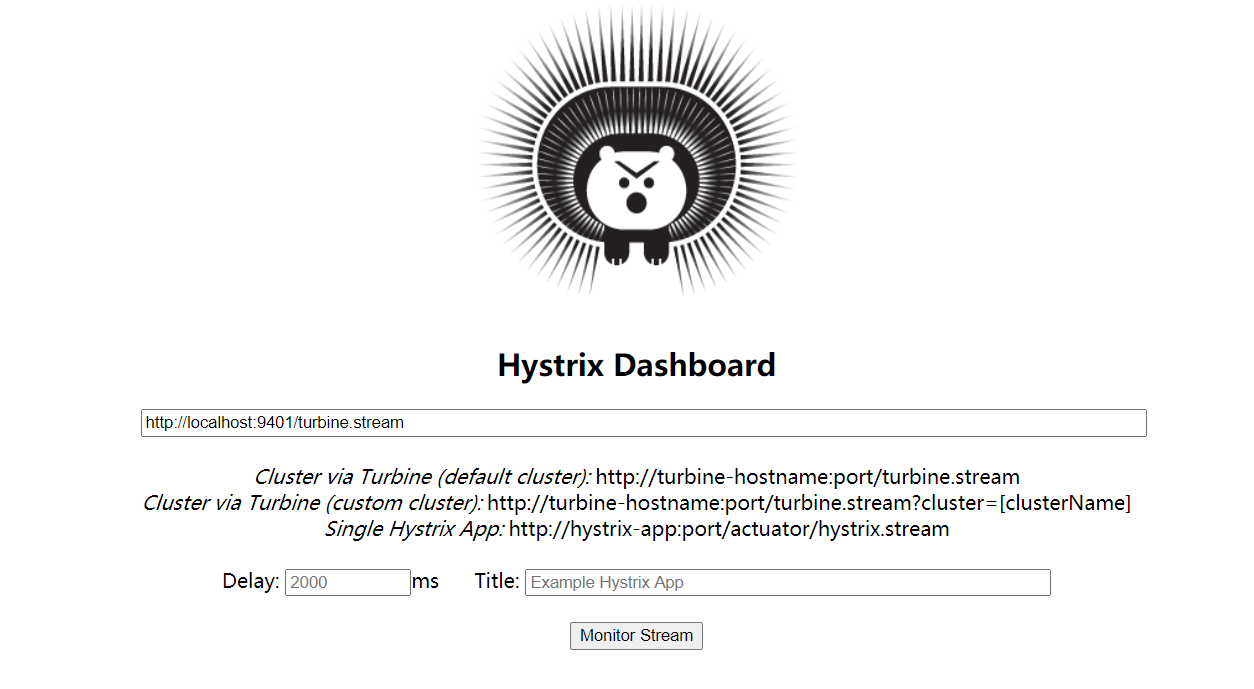 Hystrix Dashboard
http://localhost:9401/turbine.stream
Cluster via Turbine (default cluster): http://turbine-hostname:port/turbine.stream
Cluster via Turbine (custom cluster): http://turbine-hostname:port/turbine.stream?cluster=[clusterName]
Single Hystrix App: http://hystrix-app:port/actuator/hystrix.stream
Delay: 2000 ms Title: Example Hystrix App
Monitor Stream